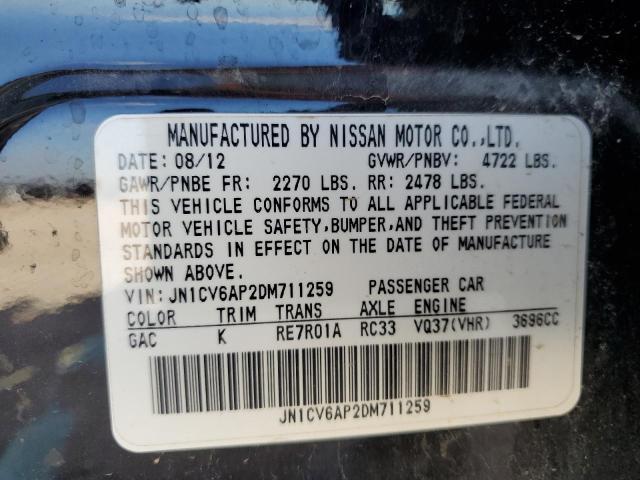 MANUFACTURED BY NISSAN MOTOR CO.,LTD.
DATE: 08/12 GVWR/PNBV: 4722 LBS.
GAWR/PNBE FR: 2270 LBS. RR: 2478 LBS.
THIS VEHICLE CONFORMS TO ALL APPLICABLE FEDERAL
MOTOR VEHICLE SAFETY,BUMPER,AND THEFT PREVENTION
STANDARDS IN EFFECT ON THE DATE OF MANUFACTURE
SHOWN ABOVE.
VIN: JN1CV6AP2DM711259 PASSENGER CAR
COLOR TRIM TRANS AXLE ENGINE
GAC K RE7R01A RC33 VQ37(VHR) 3696CC
JN1CV6AP2DM711259